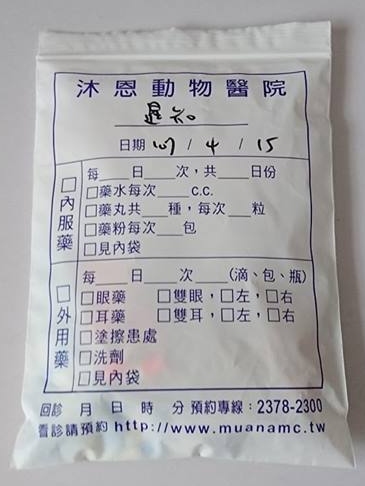 沐恩動物醫院
日期 107 / 4 / 15
□內服藥
每___日___次，共___日份
□藥水每次___c.c.
□藥丸共___種，每次___粒
□藥粉每次___包
□見內袋
□外用藥
每___日___次___(滴、包、瓶)
□眼藥 □雙眼，□左，□右
□耳藥 □雙耳，□左，□右
□塗擦患處
□洗劑
□見內袋
回診 月 日 時 分 預約專線：2378-2300
看診請預約 http://www.muanamc.tw